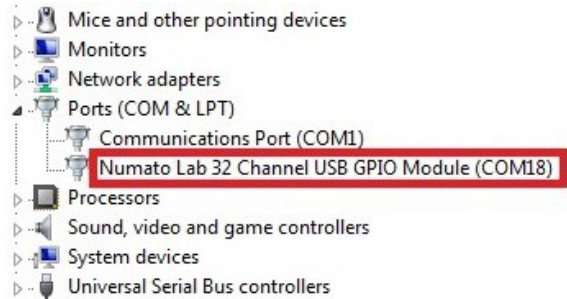 Mice and other pointing devices
Monitors
Network adapters
Ports (COM & LPT)
Communications Port (COM1)
Numato Lab 32 Channel USB GPIO Module (COM18)
Processors
Sound, video and game controllers
System devices
Universal Serial Bus controllers